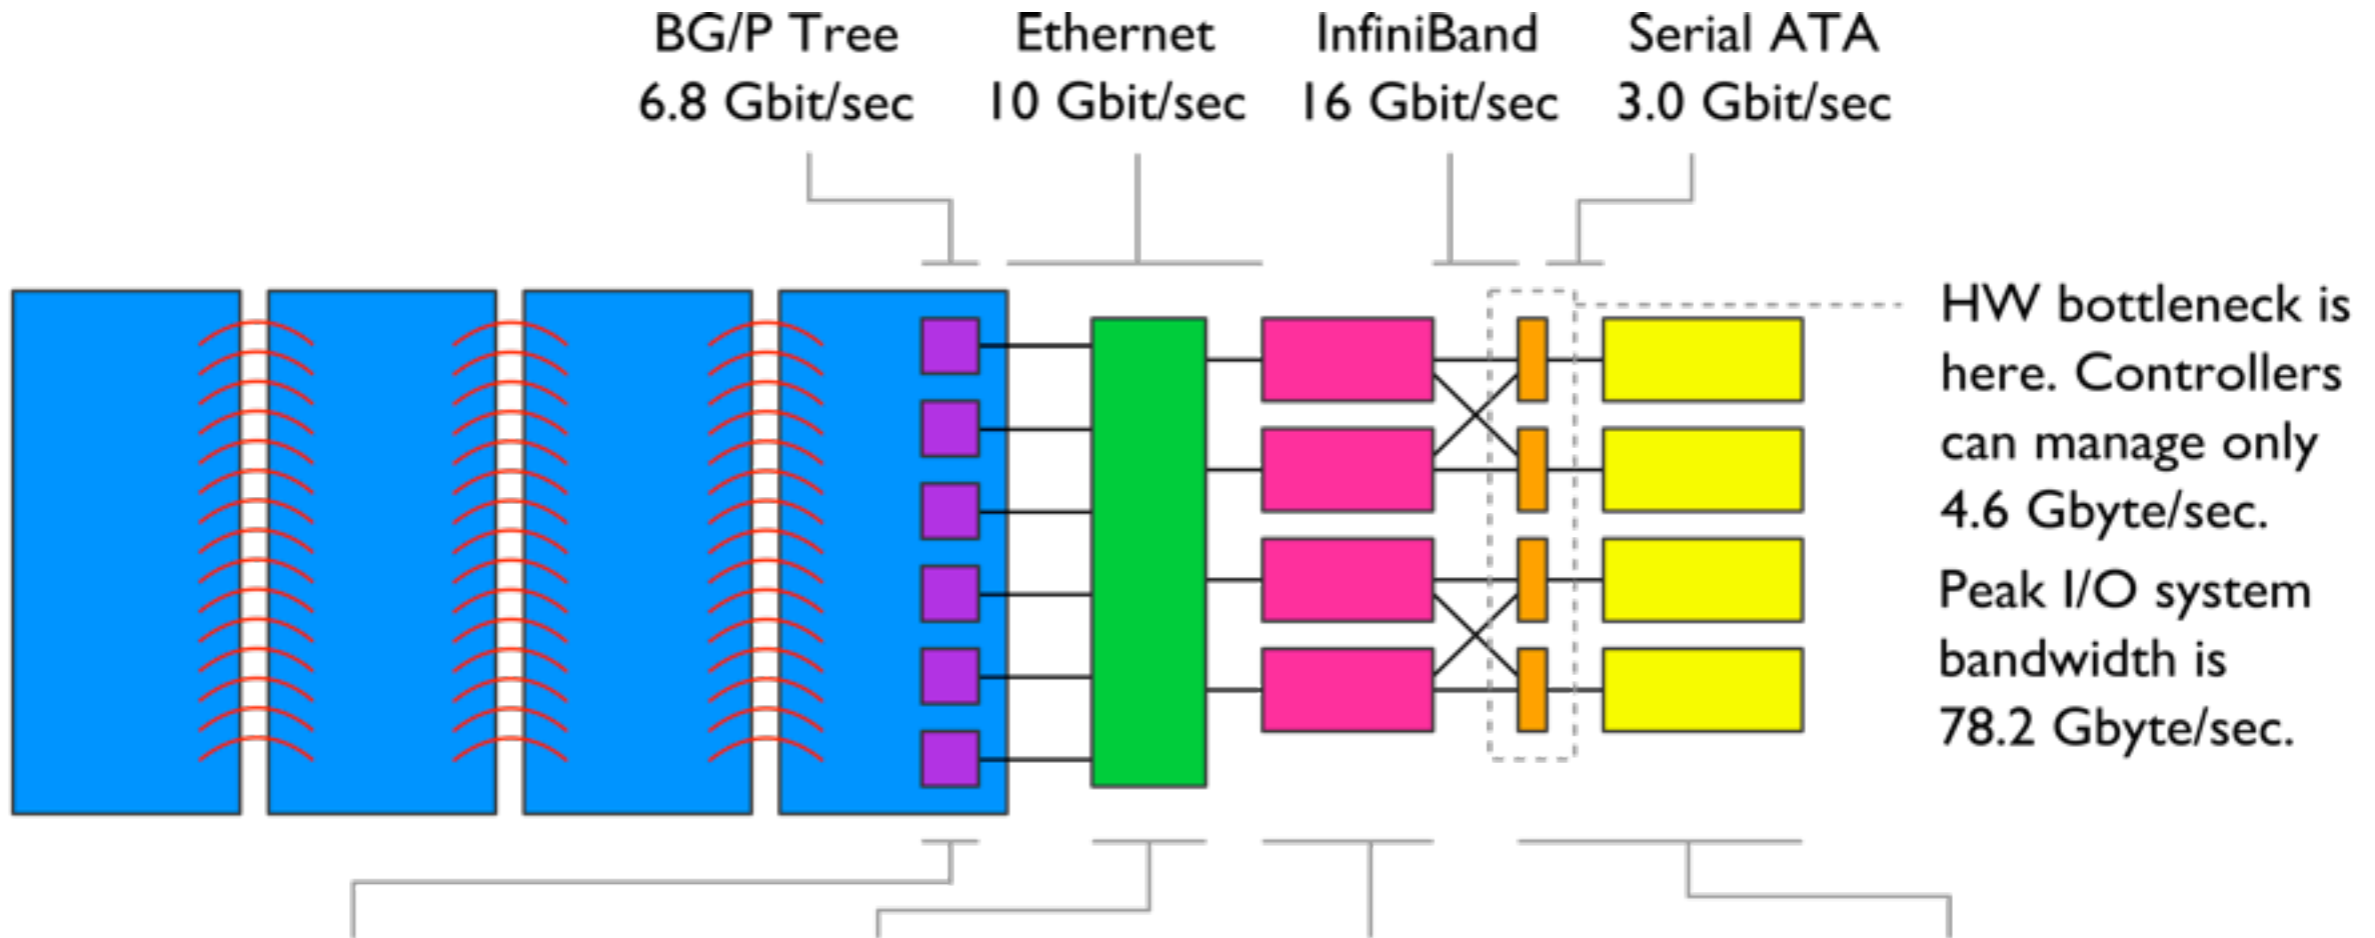 BG/P Tree
6.8 Gbit/sec
Ethernet
10 Gbit/sec
InfiniBand
16 Gbit/sec
Serial ATA
3.0 Gbit/sec
HW bottleneck is
here. Controllers
can manage only
4.6 Gbyte/sec.
Peak I/O system
bandwidth is
78.2 Gbyte/sec.